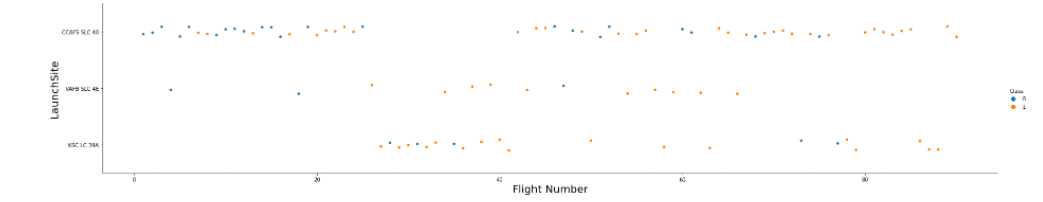 LaunchSite
CCAFS SLC 40
VAFB SLC 4E
KSC LC 39A
0
20
40
60
80
Flight Number
Class
0
1